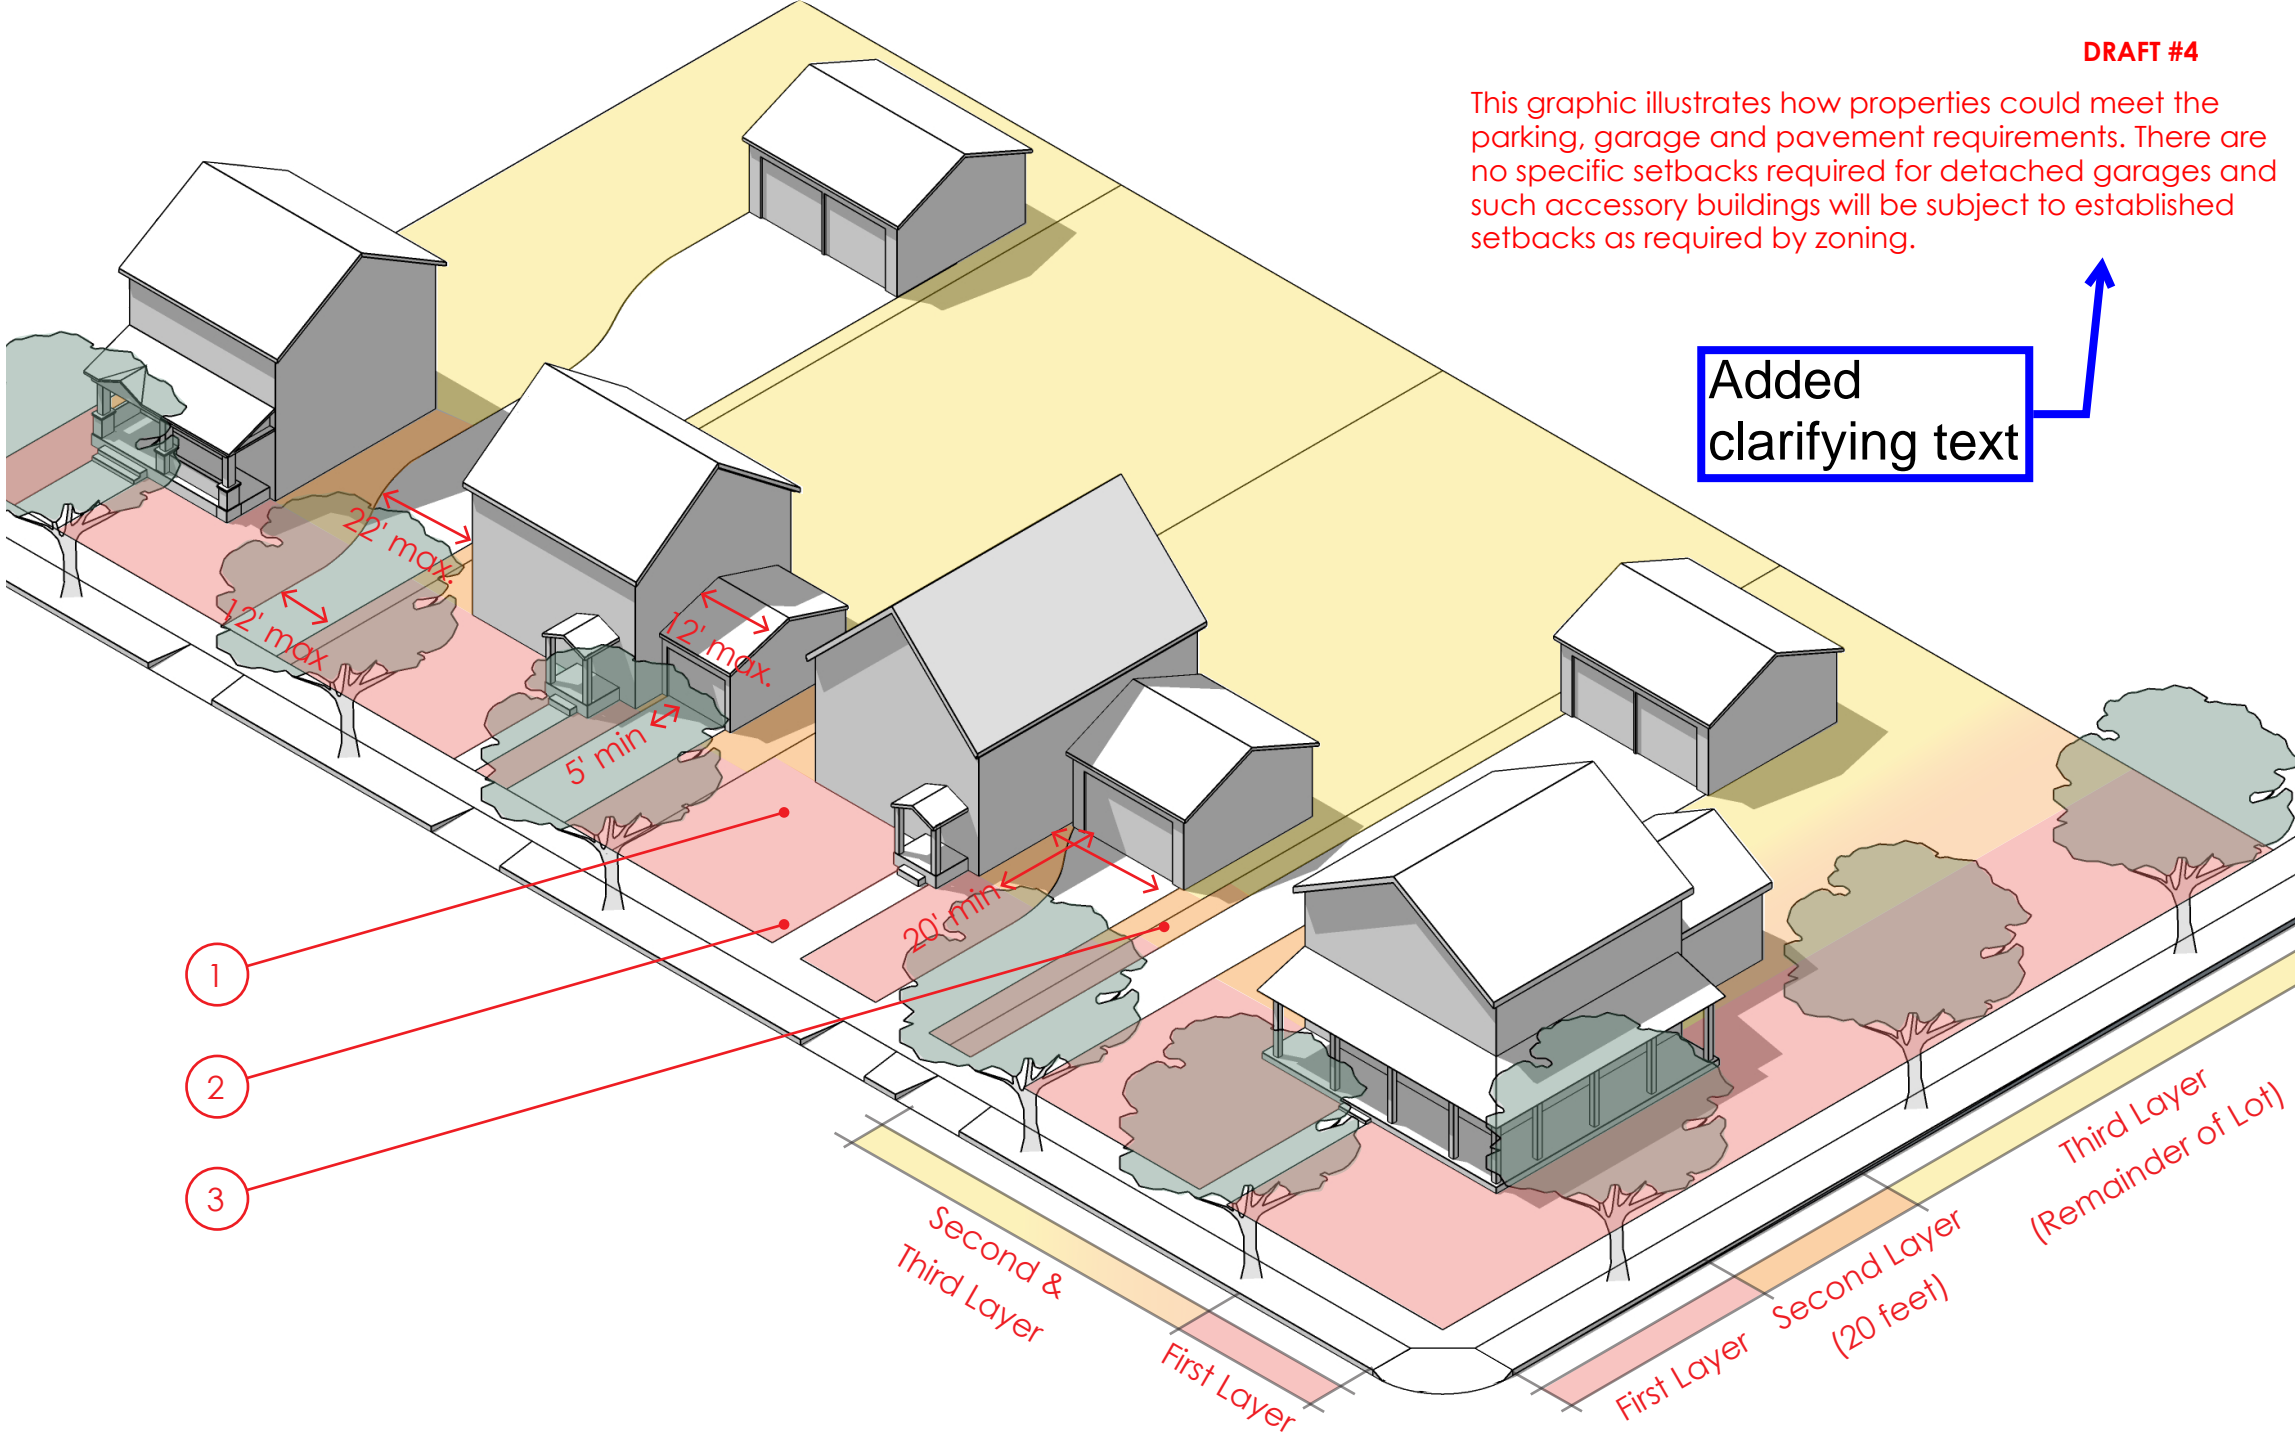 DRAFT #4
This graphic illustrates how properties could meet the
parking, garage and pavement requirements. There are
no specific setbacks required for detached garages and
such accessory buildings will be subject to established
setbacks as required by zoning.
Added
clarifying text
22' max.
12' max
12' max.
5' min
20' min
1
2
3
Second &
Third Layer
First Layer
First Layer
Second Layer
(20 feet)
Third Layer
(Remainder of Lot)